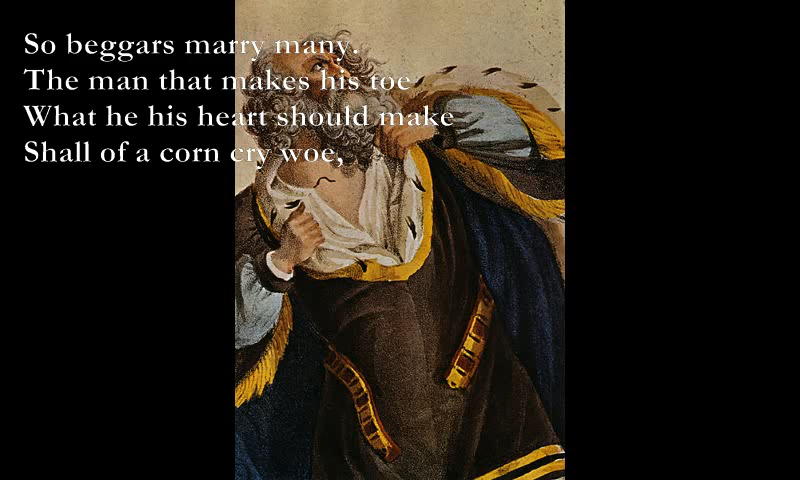 So beggars marry many.
The man that makes his toe
What he his heart should make
Shall of a corn cry woe,